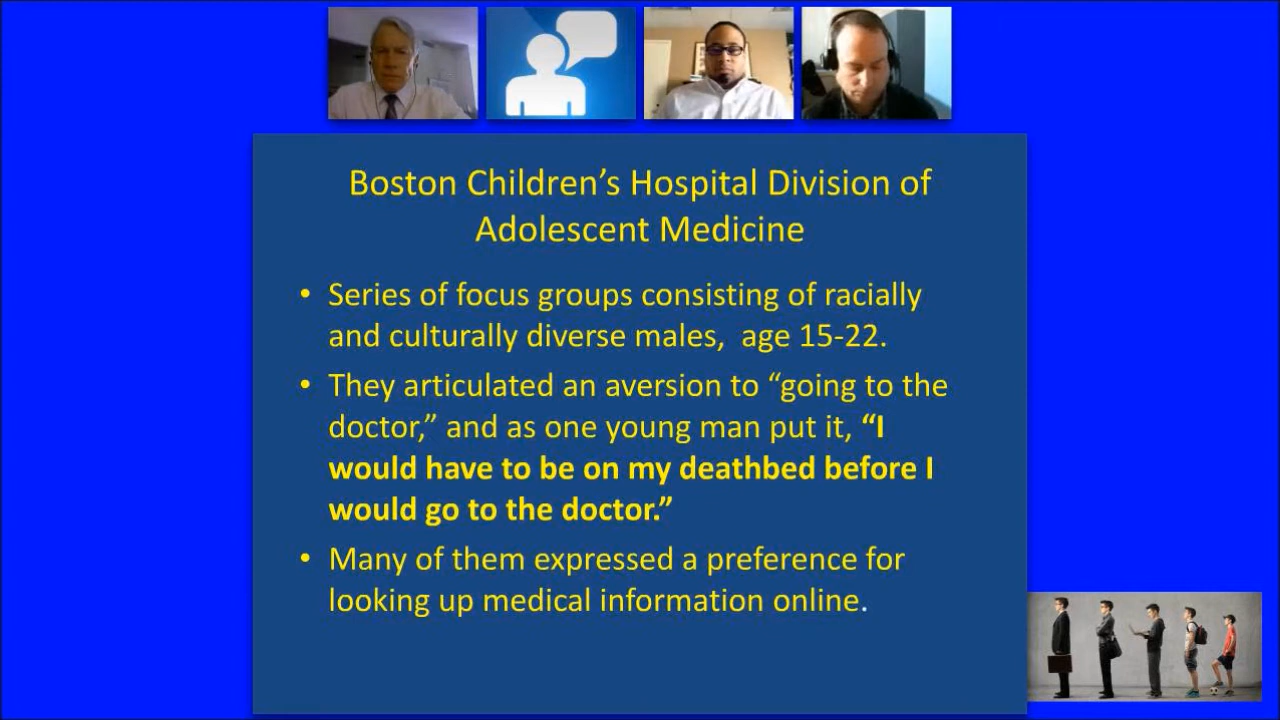 Boston Children’s Hospital Division of
Adolescent Medicine
• Series of focus groups consisting of racially
and culturally diverse males,  age 15-22.
• They articulated an aversion to “going to the
doctor,” and as one young man put it, “I
would have to be on my deathbed before I
would go to the doctor.”
• Many of them expressed a preference for
looking up medical information online.